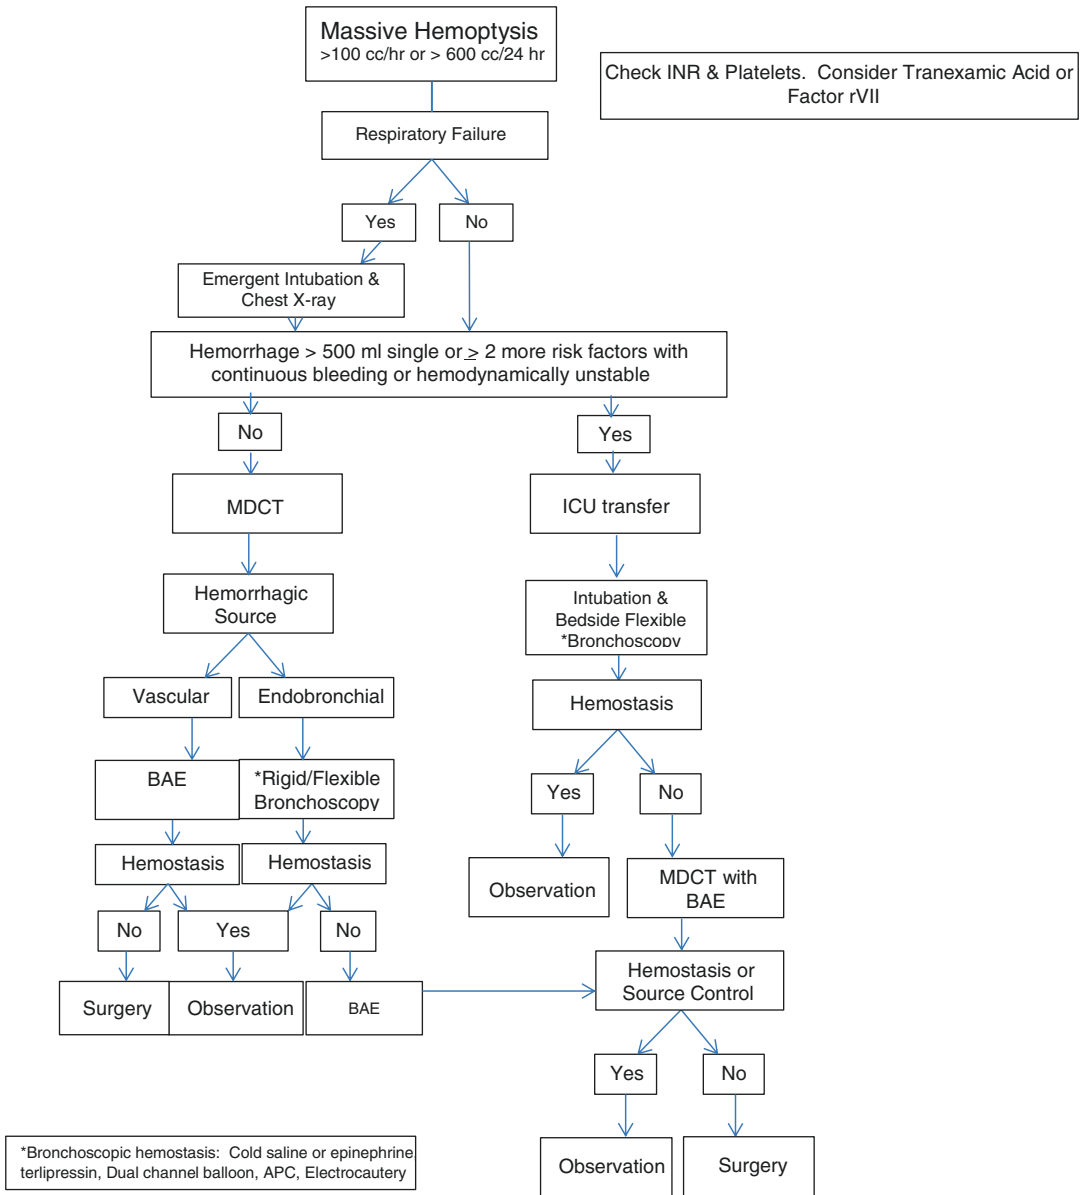 Massive Hemoptysis
>100 cc/hr or > 600 cc/24 hr
Check INR & Platelets. Consider Tranexamic Acid or
Factor rVII
Respiratory Failure
Yes
No
Emergent Intubation &
Chest X-ray
Hemorrhage > 500 ml single or > 2 more risk factors with
continuous bleeding or hemodynamically unstable
No
Yes
MDCT
ICU transfer
Hemorrhagic
Source
Intubation &
Bedside Flexible
*Bronchoscopy
Vascular
Endobronchial
Hemostasis
BAE
*Rigid/Flexible
Bronchoscopy
Yes
No
Hemostasis
Hemostasis
Observation
MDCT with
BAE
No
Yes
No
Surgery
Observation
BAE
Hemostasis or
Source Control
Yes
No
Observation
Surgery
*Bronchoscopic hemostasis: Cold saline or epinephrine,
terlipressin, Dual channel balloon, APC, Electrocautery